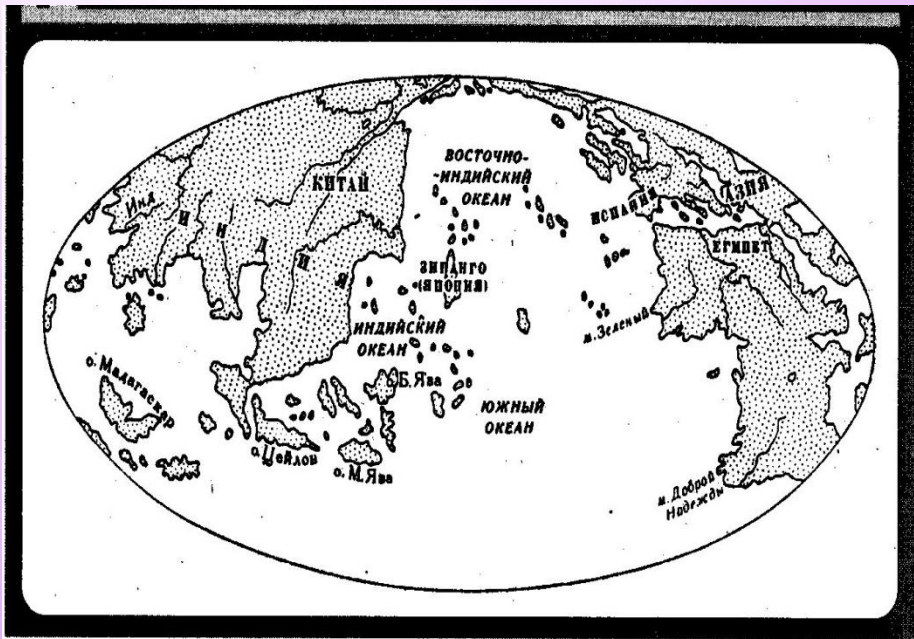 ВОСТОЧНО-
-ИНДИЙСКИЙ
ОКЕАН
КИТАЙ
Инд
ИНДИЯ
ИСПАНИЯ
АЗИЯ
ЕГИПЕТ
ЗИПАНГО
(ЯПОНИЯ)
м. Зеленый
ИНДИЙСКИЙ
ОКЕАН
о. Мадагаскар
Б. Ява
ЮЖНЫЙ
ОКЕАН
о. Цейлон
о. М. Ява
м. Доброй
Надежды